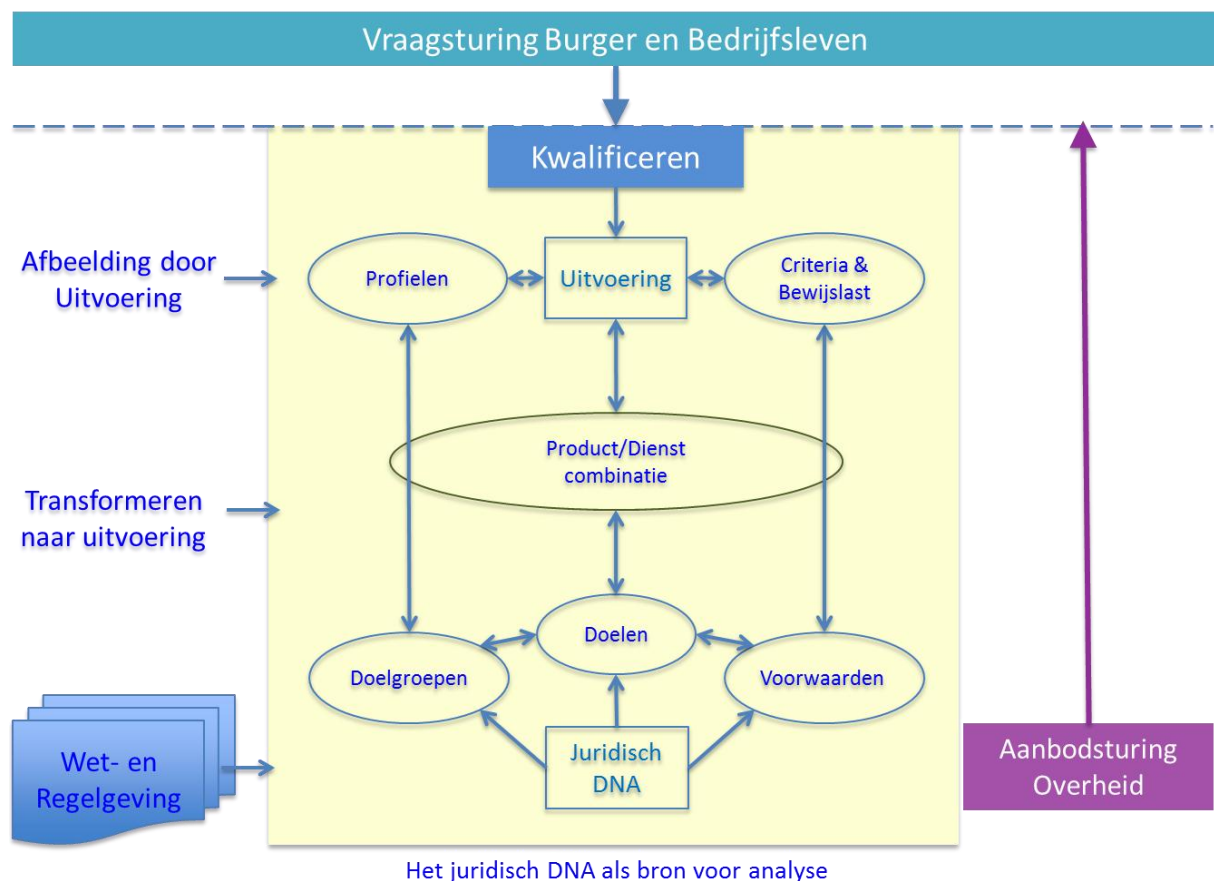 Vraagsturing Burger en Bedrijfsleven
Kwalificeren
Afbeelding door
Uitvoering
Profielen
Uitvoering
Criteria &
Bewijslast
Product/Dienst
combinatie
Transformeren
naar uitvoering
Doelen
Doelgroepen
Voorwaarden
Wet- en
Regelgeving
Juridisch
DNA
Aanbodsturing
Overheid
Het juridisch DNA als bron voor analyse